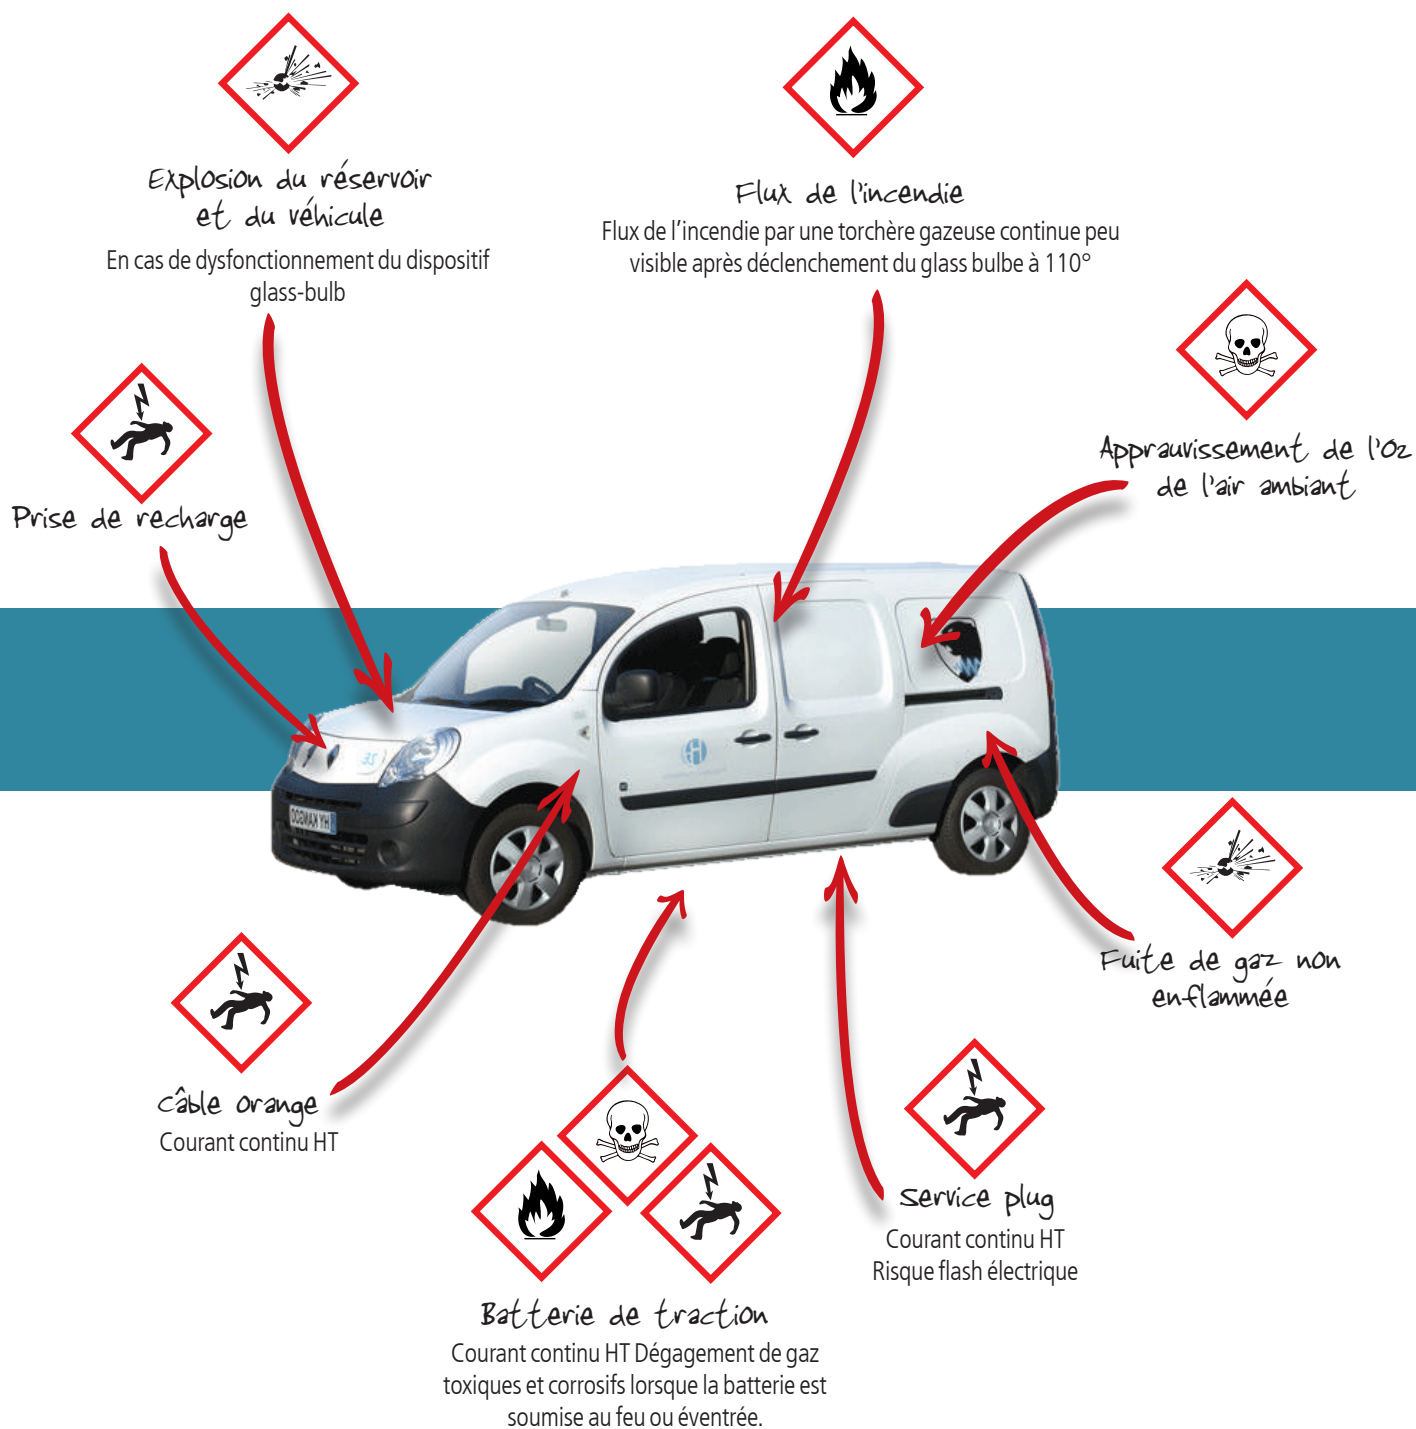 Explosion du réservoir
et du véhicule
En cas de dysfonctionnement du dispositif
glass-bulb
Flux de l'incendie
Flux de l'incendie par une torchère gazeuse continue peu
visible après déclenchement du glass bulbe à 110°
Apprauvissement de l'O2
de l'air ambiant
Prise de recharge
Fuite de gaz non
enflammée
Câble orange
Courant continu HT
Service plug
Courant continu HT
Risque flash électrique
Batterie de traction
Courant continu HT Dégagement de gaz
toxiques et corrosifs lorsque la batterie est
soumise au feu ou éventrée.